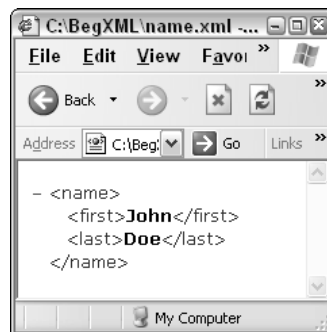 C:\BegXML\name.xml -...
File Edit View Favor »
Back »
Address C:\Beg: Go Links »
– <name>
<first>John</first>
<last>Doe</last>
</name>
My Computer